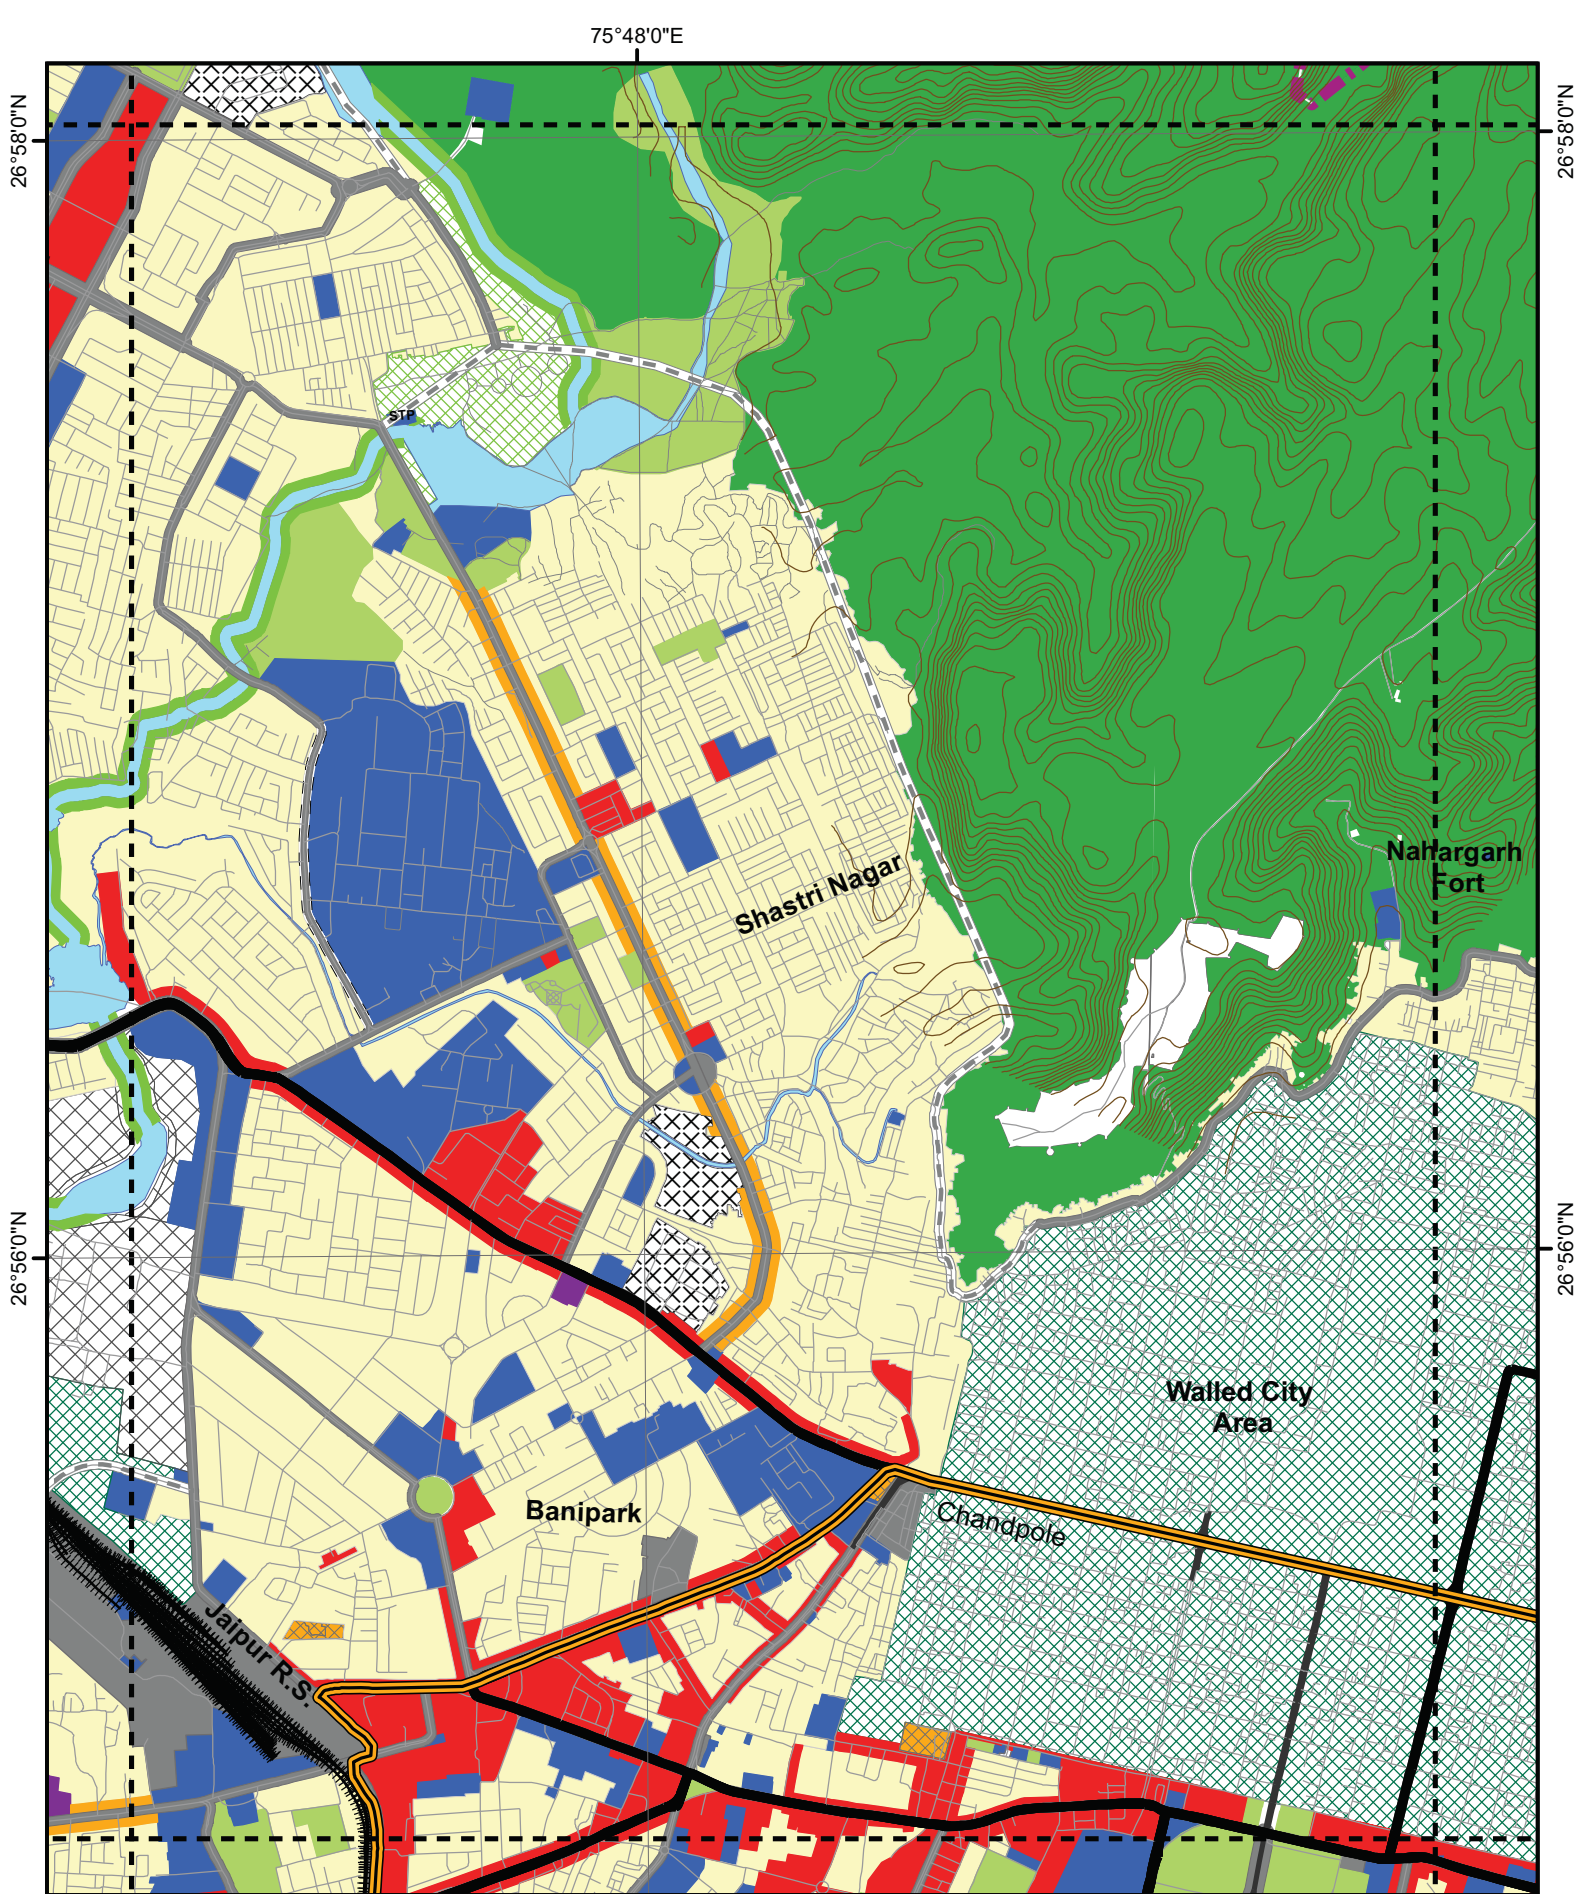 75°48'0"E
26°58'0"N
26°58'0"N
STP
Nahargarh
Fort
Shastri Nagar
26°56'0"N
26°56'0"N
Walled City
Area
Banipark
Chandpole
Jaipur R.S.